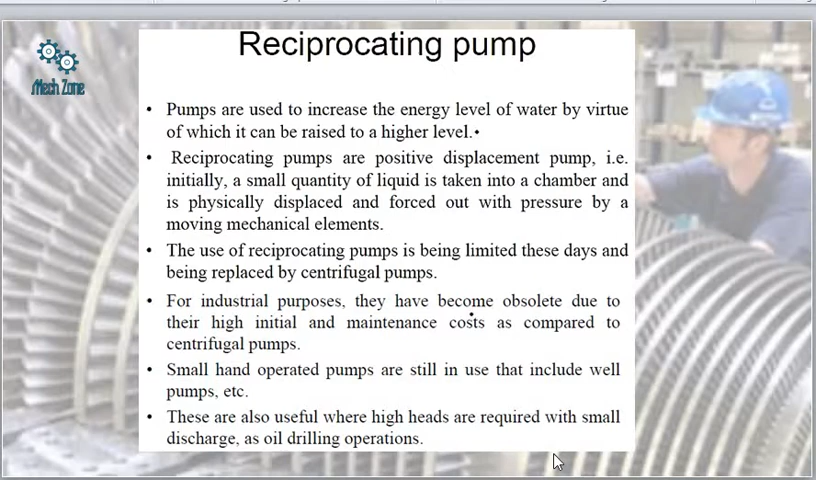 Mech Zone
Reciprocating pump
• Pumps are used to increase the energy level of water by virtue
of which it can be raised to a higher level.
• Reciprocating pumps are positive displacement pump, i.e.
initially, a small quantity of liquid is taken into a chamber and
is physically displaced and forced out with pressure by a
moving mechanical elements.
• The use of reciprocating pumps is being limited these days and
being replaced by centrifugal pumps.
• For industrial purposes, they have become obsolete due to
their high initial and maintenance costs as compared to
centrifugal pumps.
• Small hand operated pumps are still in use that include well
pumps, etc.
• These are also useful where high heads are required with small
discharge, as oil drilling operations.